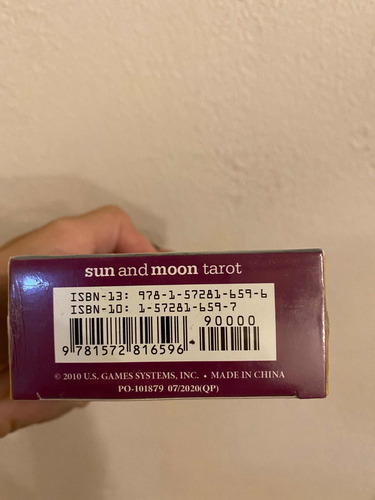 sun and moon tarot
ISBN-13: 978-1-57281-659-6
ISBN-10: 1-57281-659-7
90000
9 781572 816596
© 2010 U.S. GAMES SYSTEMS, INC. • MADE IN CHINA
PO-101879 07/2020(QP)